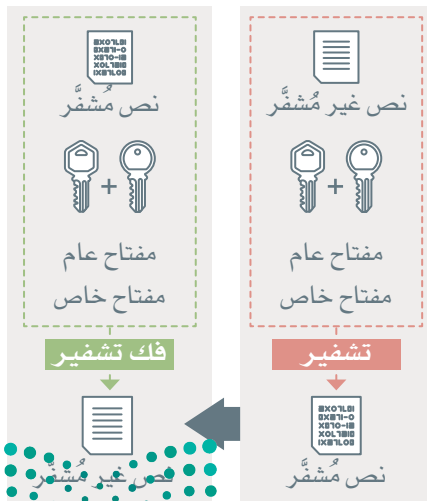 نص غير مُشفَّر
مفتاح عام
مفتاح خاص
تشفير
نص مُشفَّر
نص مُشفَّر
مفتاح عام
مفتاح خاص
فك تشفير
نص غير مُشفَّر